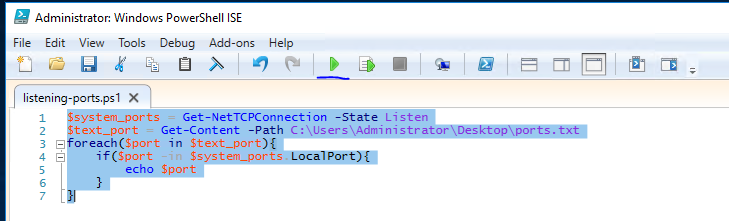 Administrator: Windows PowerShell ISE
File Edit View Tools Debug Add-ons Help
listening-ports.ps1
1 $system_ports = Get-NetTCPConnection -State Listen
2 $text_port = Get-Content -Path C:\Users\Administrator\Desktop\ports.txt
3 foreach($port in $text_port){
4 if($port -in $system_ports.LocalPort){
5 echo $port
6 }
7 }